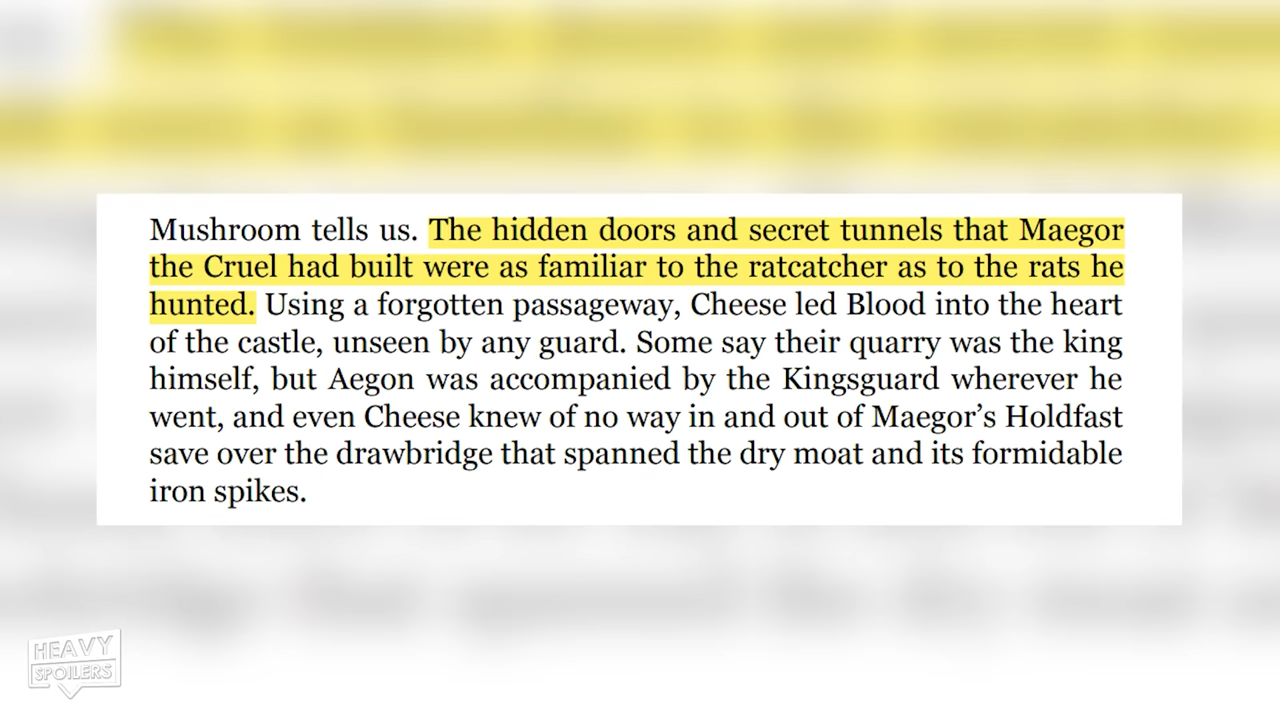 Mushroom tells us. The hidden doors and secret tunnels that Maegor
the Cruel had built were as familiar to the ratcatcher as to the rats he
hunted. Using a forgotten passageway, Cheese led Blood into the heart
of the castle, unseen by any guard. Some say their quarry was the king
himself, but Aegon was accompanied by the Kingsguard wherever he
went, and even Cheese knew of no way in and out of Maegor’s Holdfast
save over the drawbridge that spanned the dry moat and its formidable
iron spikes.
HEAVY
SPOILERS